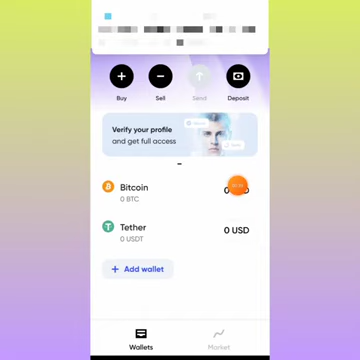 Buy
Sell
Send
Deposit
Verify your profile
and get full access
Bitcoin
0 BTC
Tether
0 USDT
0 USD
+ Add wallet
Wallets
Market